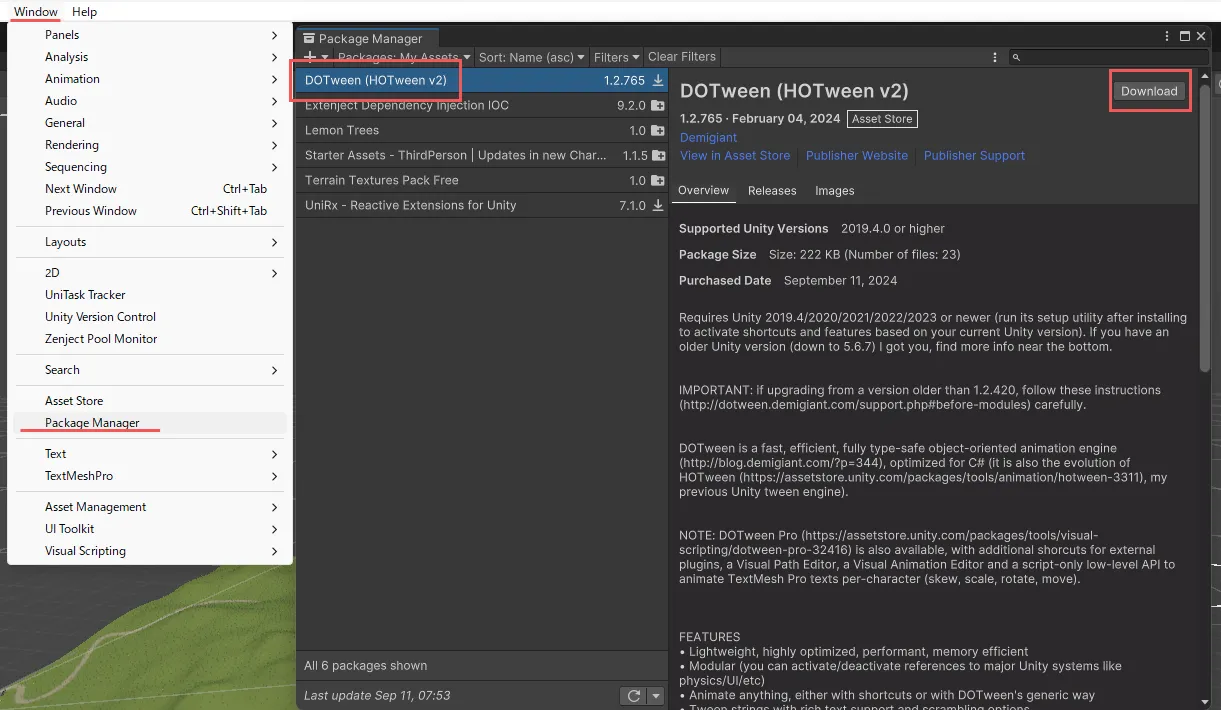 Window Help
Panels
Analysis
Animation
Audio
General
Rendering
Sequencing
Next Window Ctrl+Tab
Previous Window Ctrl+Shift+Tab
Layouts
2D
UniTask Tracker
Unity Version Control
Zenject Pool Monitor
Search
Asset Store
Package Manager
Text
TextMeshPro
Asset Management
UI Toolkit
Visual Scripting
Package Manager
Packages: My Assets Sort: Name (asc) Filters Clear Filters
DOTween (HOTween v2) 1.2.765
Extenject Dependency Injection IOC 9.2.0
Lemon Trees 1.0
Starter Assets - ThirdPerson | Updates in new Char... 1.1.5
Terrain Textures Pack Free 1.0
UniRx - Reactive Extensions for Unity 7.1.0
All 6 packages shown
Last update Sep 11, 07:53
DOTween (HOTween v2) Download
1.2.765 · February 04, 2024 Asset Store
Demigiant
View in Asset Store Publisher Website Publisher Support
Overview Releases Images
Supported Unity Versions 2019.4.0 or higher
Package Size Size: 222 KB (Number of files: 23)
Purchased Date September 11, 2024
Requires Unity 2019.4/2020/2021/2022/2023 or newer (run its setup utility after installing
to activate shortcuts and features based on your current Unity version). If you have an
older Unity version (down to 5.6.7) I got you, find more info near the bottom.
IMPORTANT: if upgrading from a version older than 1.2.420, follow these instructions
(http://dotween.demigiant.com/support.php#before-modules) carefully.
DOTween is a fast, efficient, fully type-safe object-oriented animation engine
(http://blog.demigiant.com/?p=344), optimized for C# (it is also the evolution of
HOTween (https://assetstore.unity.com/packages/tools/animation/hotween-3311), my
previous Unity tween engine).
NOTE: DOTween Pro (https://assetstore.unity.com/packages/tools/visual-
scripting/dotween-pro-32416) is also available, with additional shorcuts for external
plugins, a Visual Path Editor, a Visual Animation Editor and a script-only low-level API to
animate TextMesh Pro texts per-character (skew, scale, rotate, move).
FEATURES
• Lightweight, highly optimized, performant, memory efficient
• Modular (you can activate/deactivate references to major Unity systems like
physics/UI/etc)
• Animate anything, either with shortcuts or with DOTween's generic way
• Tween strings with rich text support and scrambling options